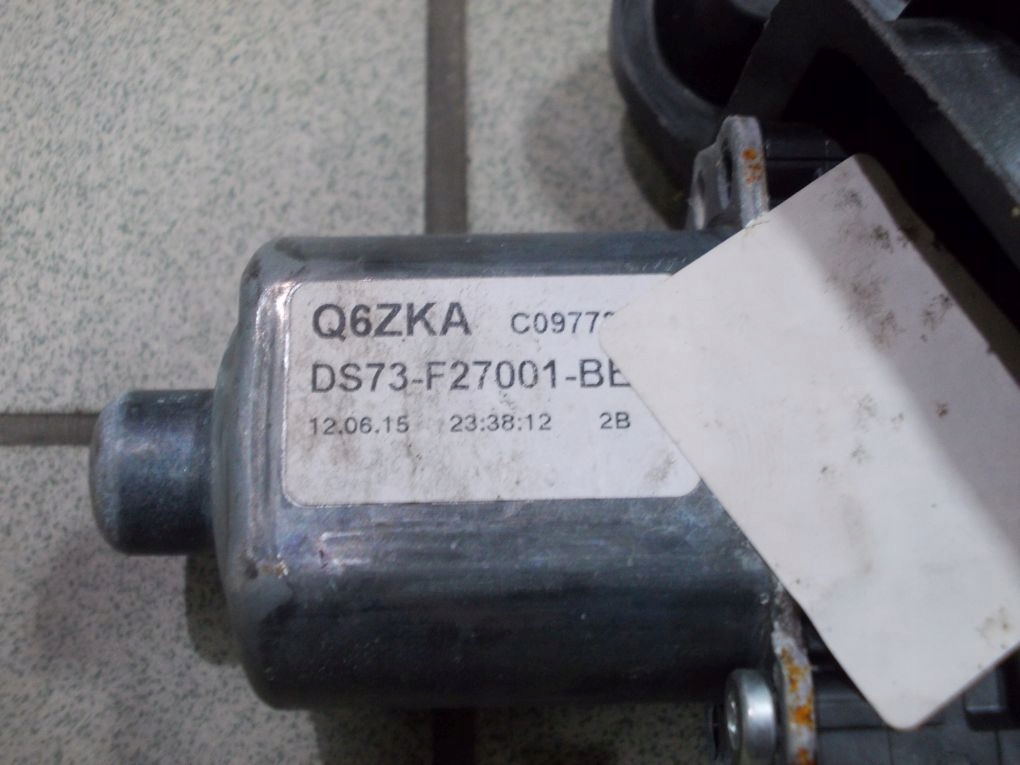 Q6ZKA C0977
DS73-F27001-BE
12.06.15 23:38:12 2B